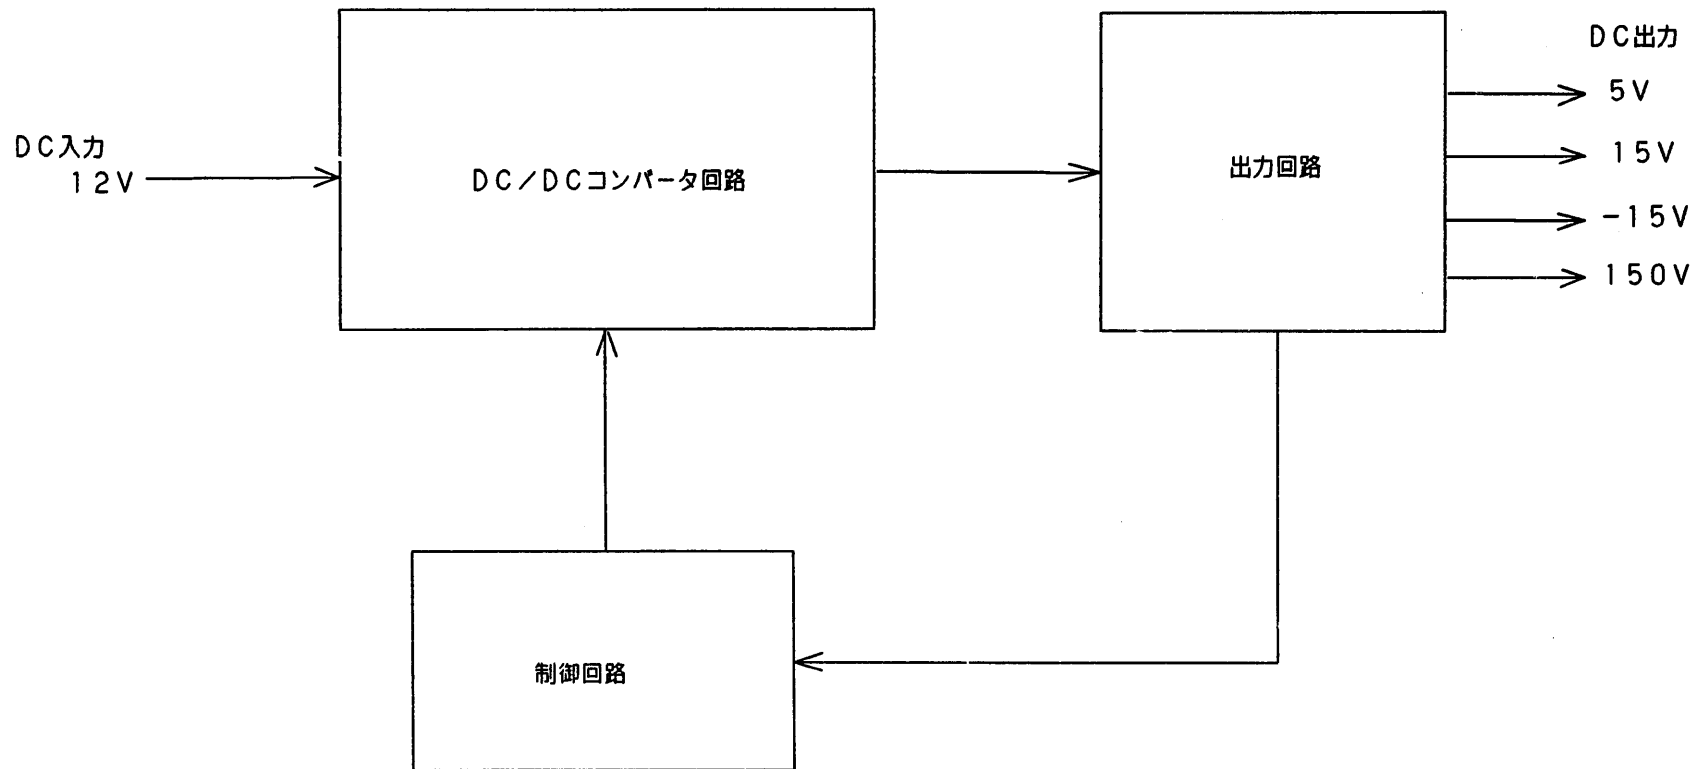 DC入力
12V
DC/DCコンバータ回路
出力回路
DC出力
5V
15V
-15V
150V
制御回路